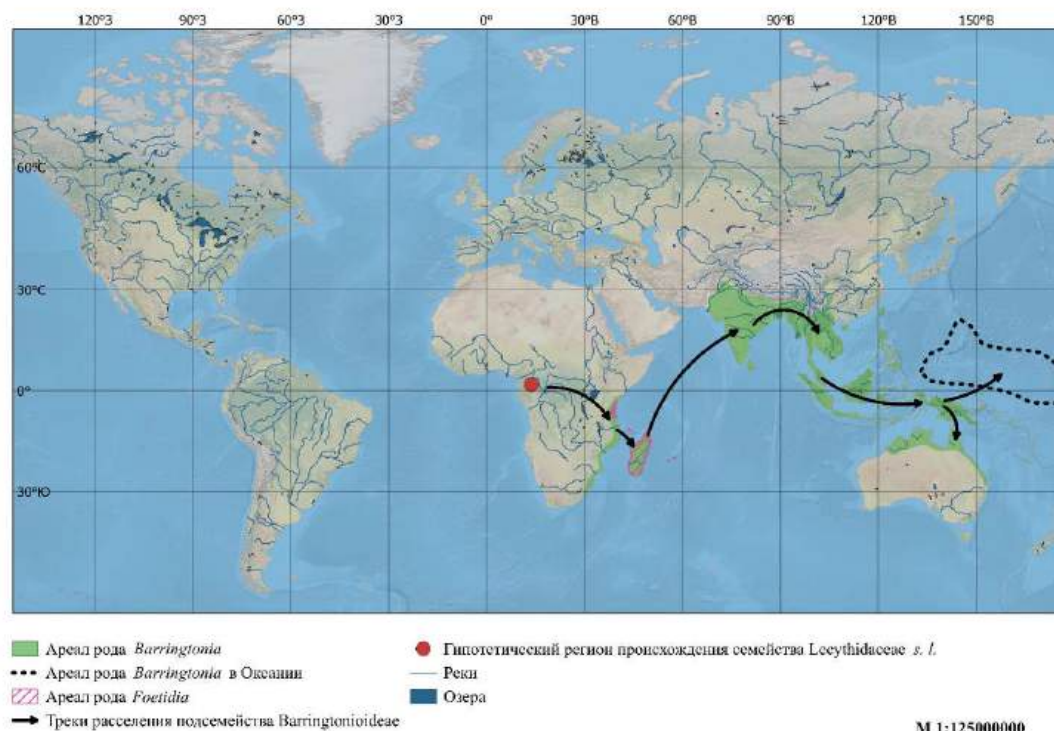 120°З 90°З 60°З 30°З 0° 30°В 60°В 90°В 120°В 150°В
60°С
30°С
0°
30°Ю
Ареал рода Barringtonia
Ареал рода Barringtonia в Океании
Ареал рода Foetidia
Треки расселения подсемейства Barringtonioideae
Гипотетический регион происхождения семейства Lecythidaceae s. l.
Реки
Озера
М 1:125000000